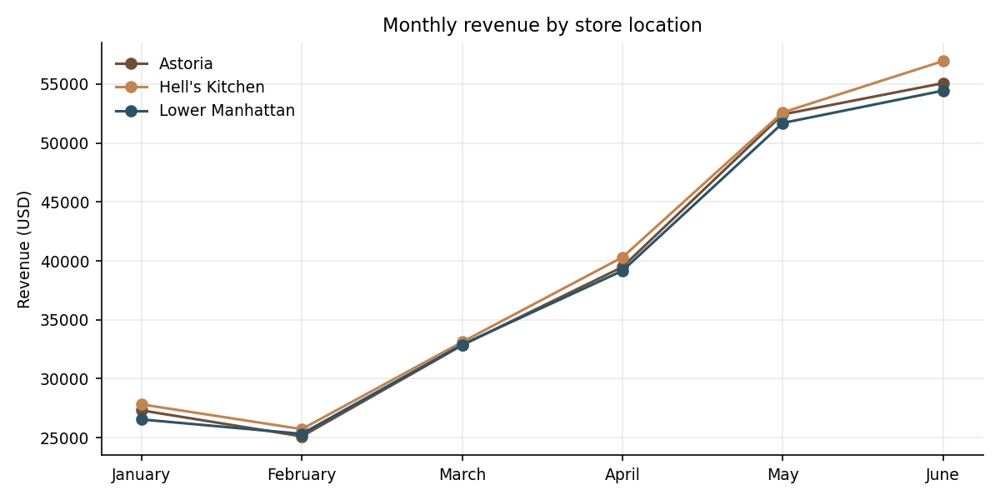 Monthly revenue by store location
Astoria
Hell's Kitchen
Lower Manhattan
Revenue (USD)
55000
50000
45000
40000
35000
30000
25000
January February March April May June